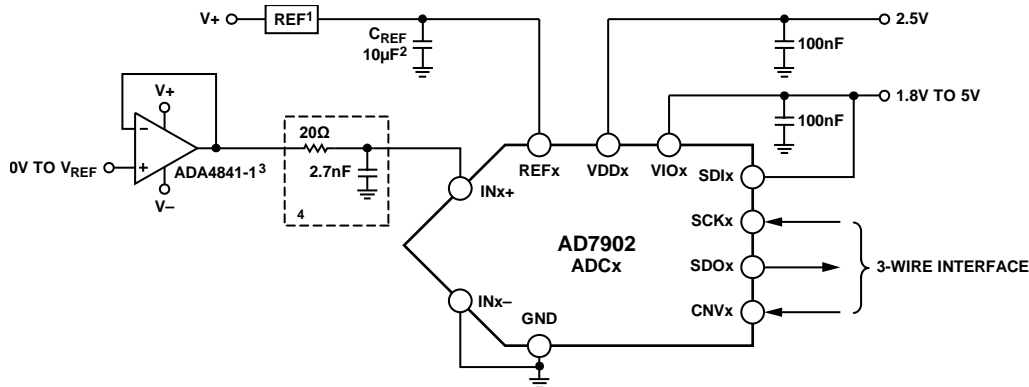 V+
REF¹
C_REF
10µF²
100nF
2.5V
1.8V TO 5V
100nF
V+
–
+
0V TO V_REF
ADA4841-1³
V–
20Ω
2.7nF
4
REFx
VDDx
VIOx
SDIx
INx+
SCKx
AD7902
ADCx
SDOx
3-WIRE INTERFACE
INx–
GND
CNVx